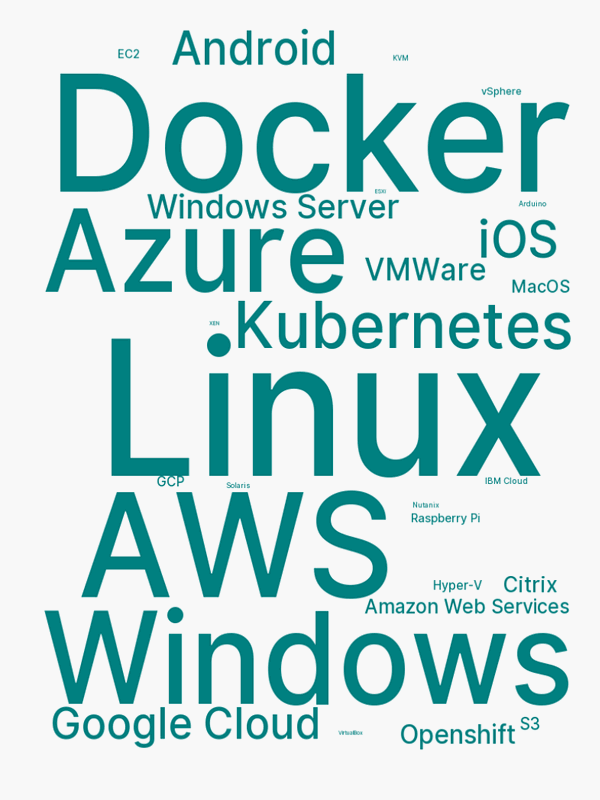 EC2
Android
KVM
Docker
vSphere
ESXI
Windows Server
Arduino
Azure
iOS
VMWare
MacOS
XEN
Kubernetes
Linux
GCP
Solaris
IBM Cloud
AWS
Nutanix
Raspberry Pi
Hyper-V
Citrix
Amazon Web Services
Windows
Google Cloud
VirtualBox
Openshift
S3